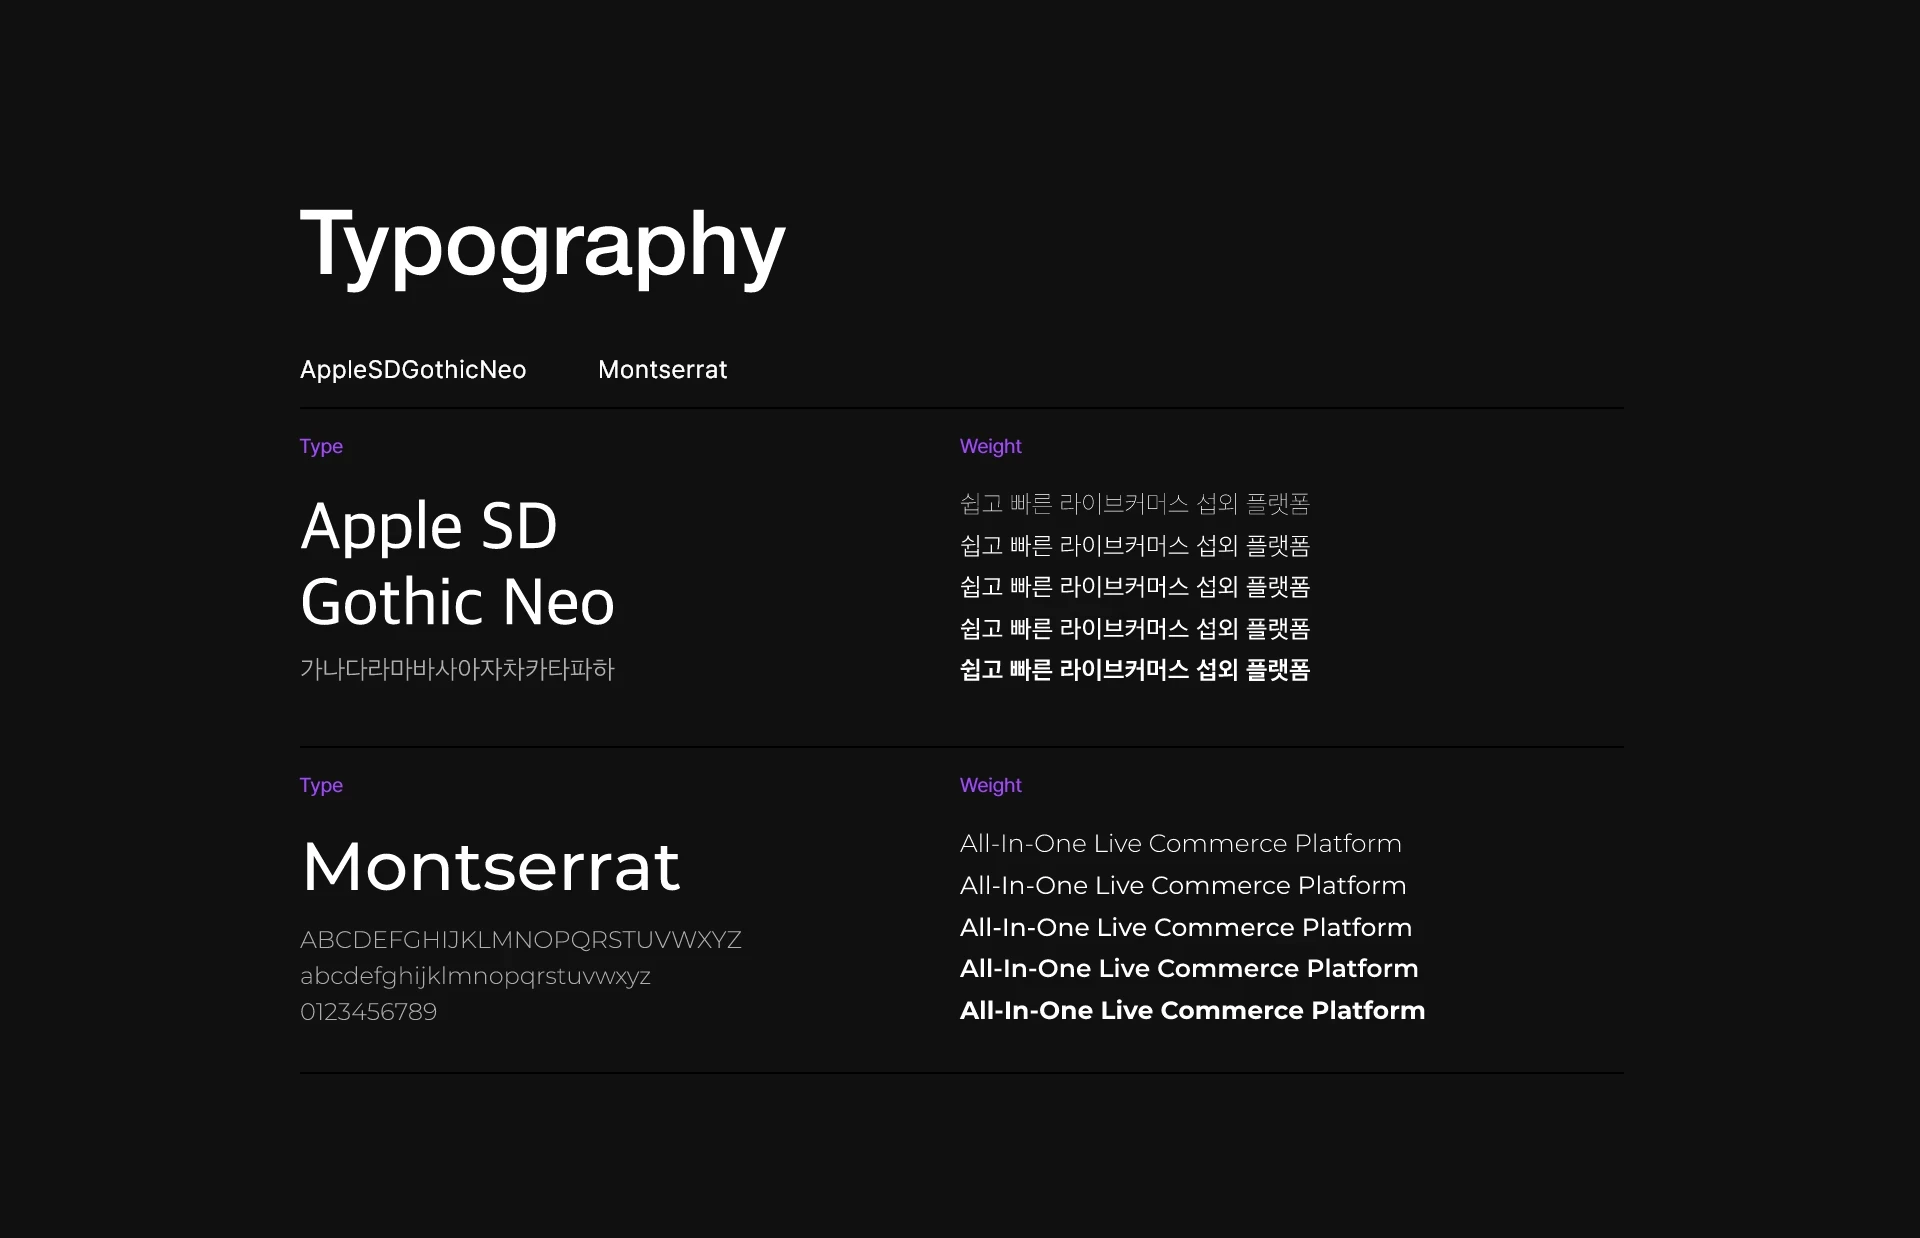 Typography
AppleSDGothicNeo
Montserrat
Type
Apple SD
Gothic Neo
가나다라마바사아자차카타파하
Weight
쉽고 빠른 라이브커머스 섭외 플랫폼
쉽고 빠른 라이브커머스 섭외 플랫폼
쉽고 빠른 라이브커머스 섭외 플랫폼
쉽고 빠른 라이브커머스 섭외 플랫폼
쉽고 빠른 라이브커머스 섭외 플랫폼
Type
Montserrat
ABCDEFGHIJKLMNOPQRSTUVWXYZ
abcdefghijklmnopqrstuvwxyz
0123456789
Weight
All-In-One Live Commerce Platform
All-In-One Live Commerce Platform
All-In-One Live Commerce Platform
All-In-One Live Commerce Platform
All-In-One Live Commerce Platform